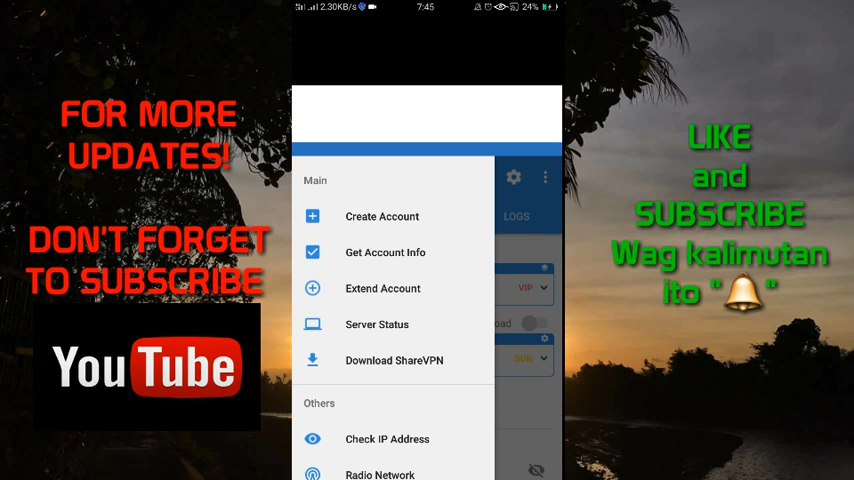 FOR MORE
UPDATES!
DON'T FORGET
TO SUBSCRIBE
YouTube
2.30KB/s
7:45
24%
Main
Create Account
Get Account Info
Extend Account
Server Status
Download ShareVPN
Others
Check IP Address
Radio Network
LOGS
VIP
oad
SUN
LIKE
and
SUBSCRIBE
Wag kalimutan
ito "🔔"